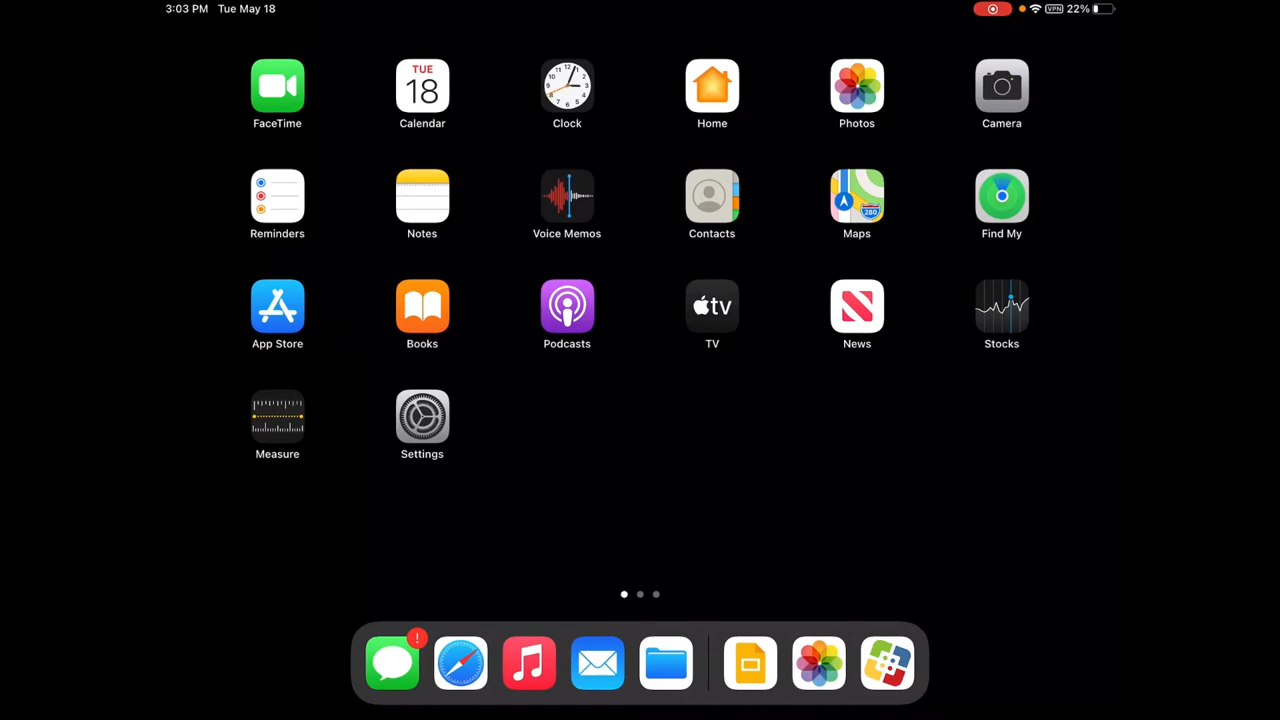 3:03 PM Tue May 18
VPN 22%
TUE
18
FaceTime Calendar Clock Home Photos Camera
280
Reminders Notes Voice Memos Contacts Maps Find My
tv
App Store Books Podcasts TV News Stocks
Measure Settings
!